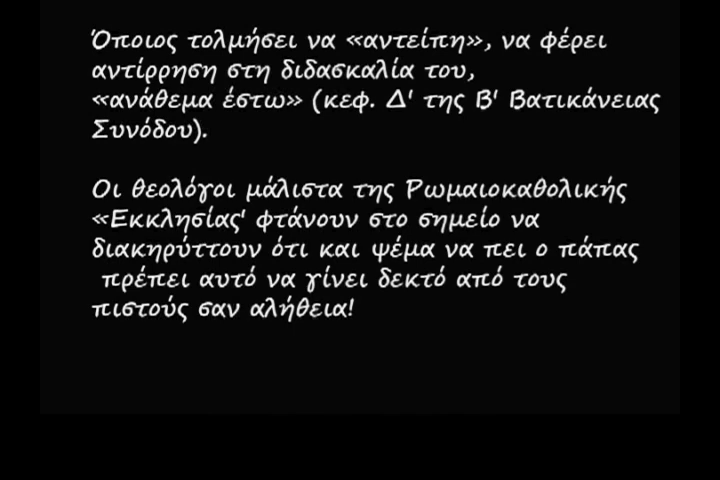 Όποιος τολμήσει να «αντείπη», να φέρει
αντίρρηση στη διδασκαλία του,
«ανάθεμα έστω» (κεφ. Δ' της Β' Βατικάνειας
Συνόδου).
Οι θεολόγοι μάλιστα της Ρωμαιοκαθολικής
«Εκκλησίας' φτάνουν στο σημείο να
διακηρύττουν ότι και ψέμα να πει ο πάπας
πρέπει αυτό να γίνει δεκτό από τους
πιστούς σαν αλήθεια!